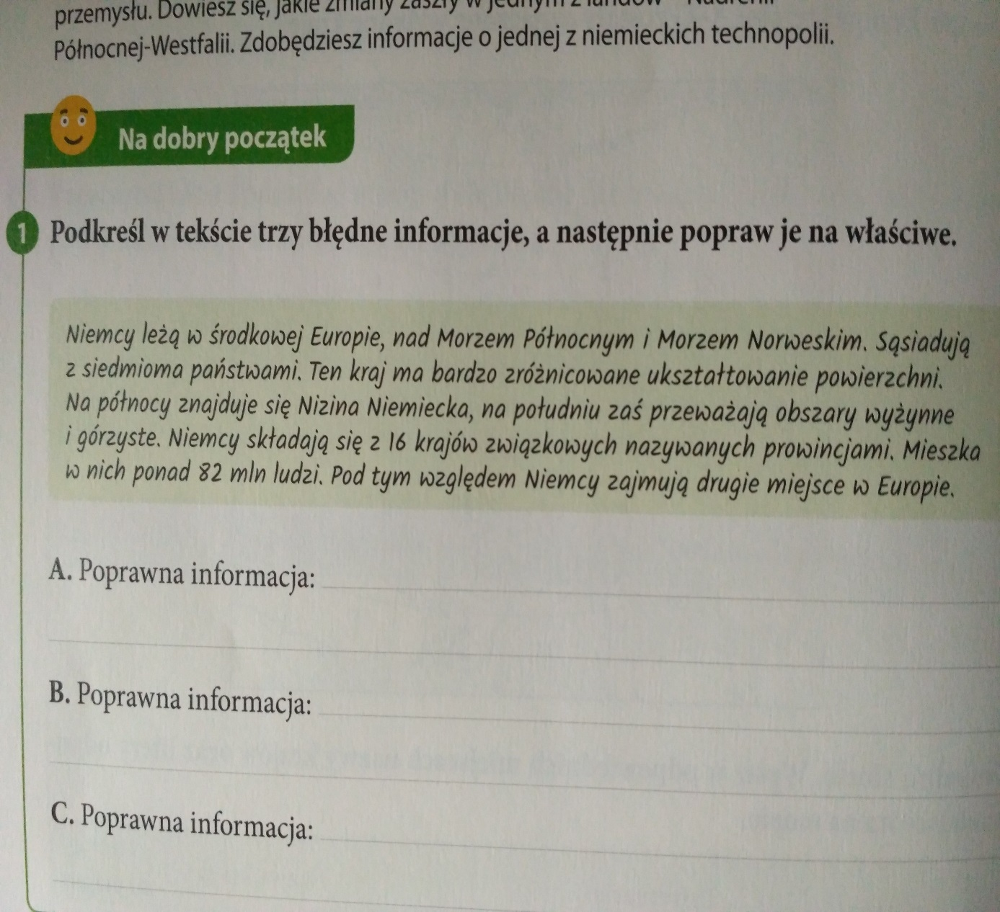 przemysłu. Dowiesz się, jakie zmiany zaszły w jednym z landów – Nadrenii
Północnej-Westfalii. Zdobędziesz informacje o jednej z niemieckich technopolii.
Na dobry początek
1 Podkreśl w tekście trzy błędne informacje, a następnie popraw je na właściwe.
Niemcy leżą w środkowej Europie, nad Morzem Północnym i Morzem Norweskim. Sąsiadują
z siedmioma państwami. Ten kraj ma bardzo zróżnicowane ukształtowanie powierzchni.
Na północy znajduje się Nizina Niemiecka, na południu zaś przeważają obszary wyżynne
i górzyste. Niemcy składają się z 16 krajów związkowych nazywanych prowincjami. Mieszka
w nich ponad 82 mln ludzi. Pod tym względem Niemcy zajmują drugie miejsce w Europie.
A. Poprawna informacja:
B. Poprawna informacja:
C. Poprawna informacja: